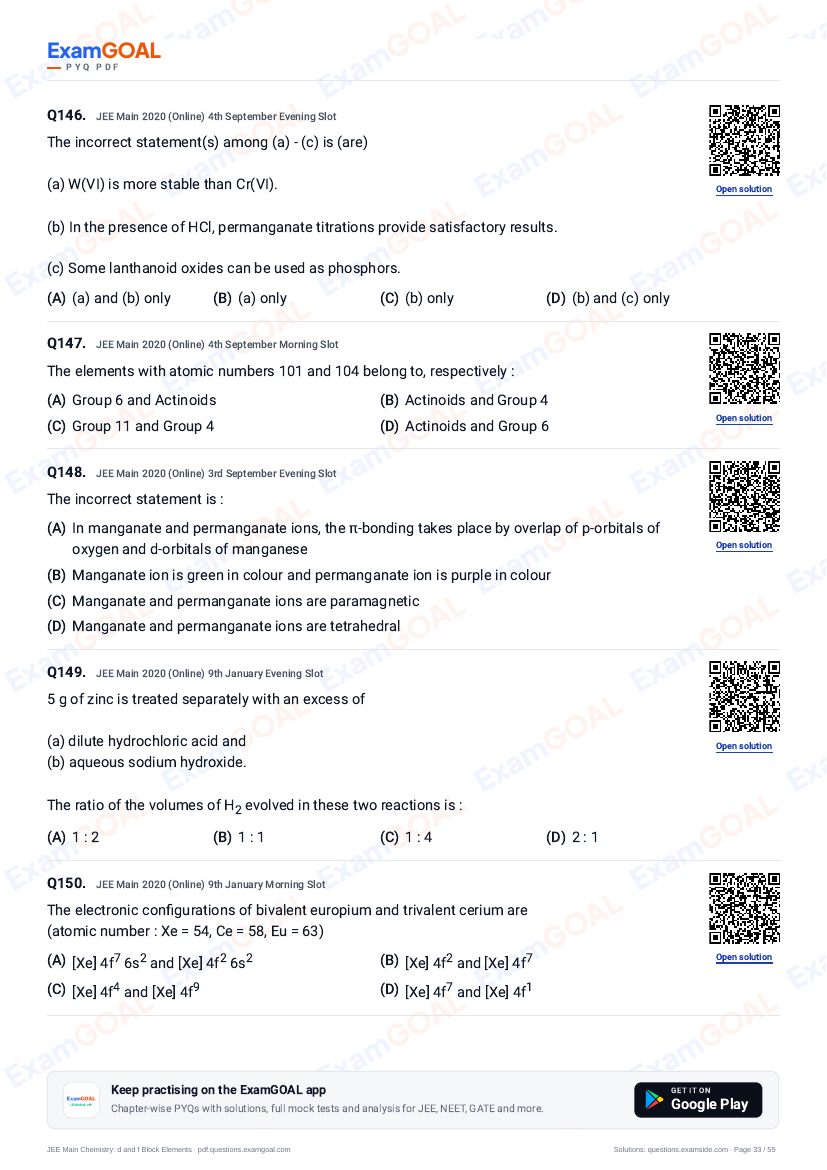 ExamGOAL
PYQ PDF
Q146. JEE Main 2020 (Online) 4th September Evening Slot
The incorrect statement(s) among (a) - (c) is (are)
(a) W(VI) is more stable than Cr(VI).
(b) In the presence of HCl, permanganate titrations provide satisfactory results.
(c) Some lanthanoid oxides can be used as phosphors.
(A) (a) and (b) only (B) (a) only (C) (b) only (D) (b) and (c) only
Open solution
Q147. JEE Main 2020 (Online) 4th September Morning Slot
The elements with atomic numbers 101 and 104 belong to, respectively :
(A) Group 6 and Actinoids (B) Actinoids and Group 4
(C) Group 11 and Group 4 (D) Actinoids and Group 6
Open solution
Q148. JEE Main 2020 (Online) 3rd September Evening Slot
The incorrect statement is :
(A) In manganate and permanganate ions, the π-bonding takes place by overlap of p-orbitals of
oxygen and d-orbitals of manganese
(B) Manganate ion is green in colour and permanganate ion is purple in colour
(C) Manganate and permanganate ions are paramagnetic
(D) Manganate and permanganate ions are tetrahedral
Open solution
Q149. JEE Main 2020 (Online) 9th January Evening Slot
5 g of zinc is treated separately with an excess of
(a) dilute hydrochloric acid and
(b) aqueous sodium hydroxide.
The ratio of the volumes of H2 evolved in these two reactions is :
(A) 1 : 2 (B) 1 : 1 (C) 1 : 4 (D) 2 : 1
Open solution
Q150. JEE Main 2020 (Online) 9th January Morning Slot
The electronic configurations of bivalent europium and trivalent cerium are
(atomic number : Xe = 54, Ce = 58, Eu = 63)
(A) [Xe] 4f⁷ 6s² and [Xe] 4f² 6s² (B) [Xe] 4f² and [Xe] 4f⁷
(C) [Xe] 4f⁴ and [Xe] 4f⁹ (D) [Xe] 4f⁷ and [Xe] 4f¹
Open solution
ExamGOAL
Keep practising on the ExamGOAL app
Chapter-wise PYQs with solutions, full mock tests and analysis for JEE, NEET, GATE and more.
GET IT ON
Google Play
JEE Main Chemistry: d and f Block Elements · pdf.questions.examgoal.com
Solutions: questions.examside.com · Page 33 / 55